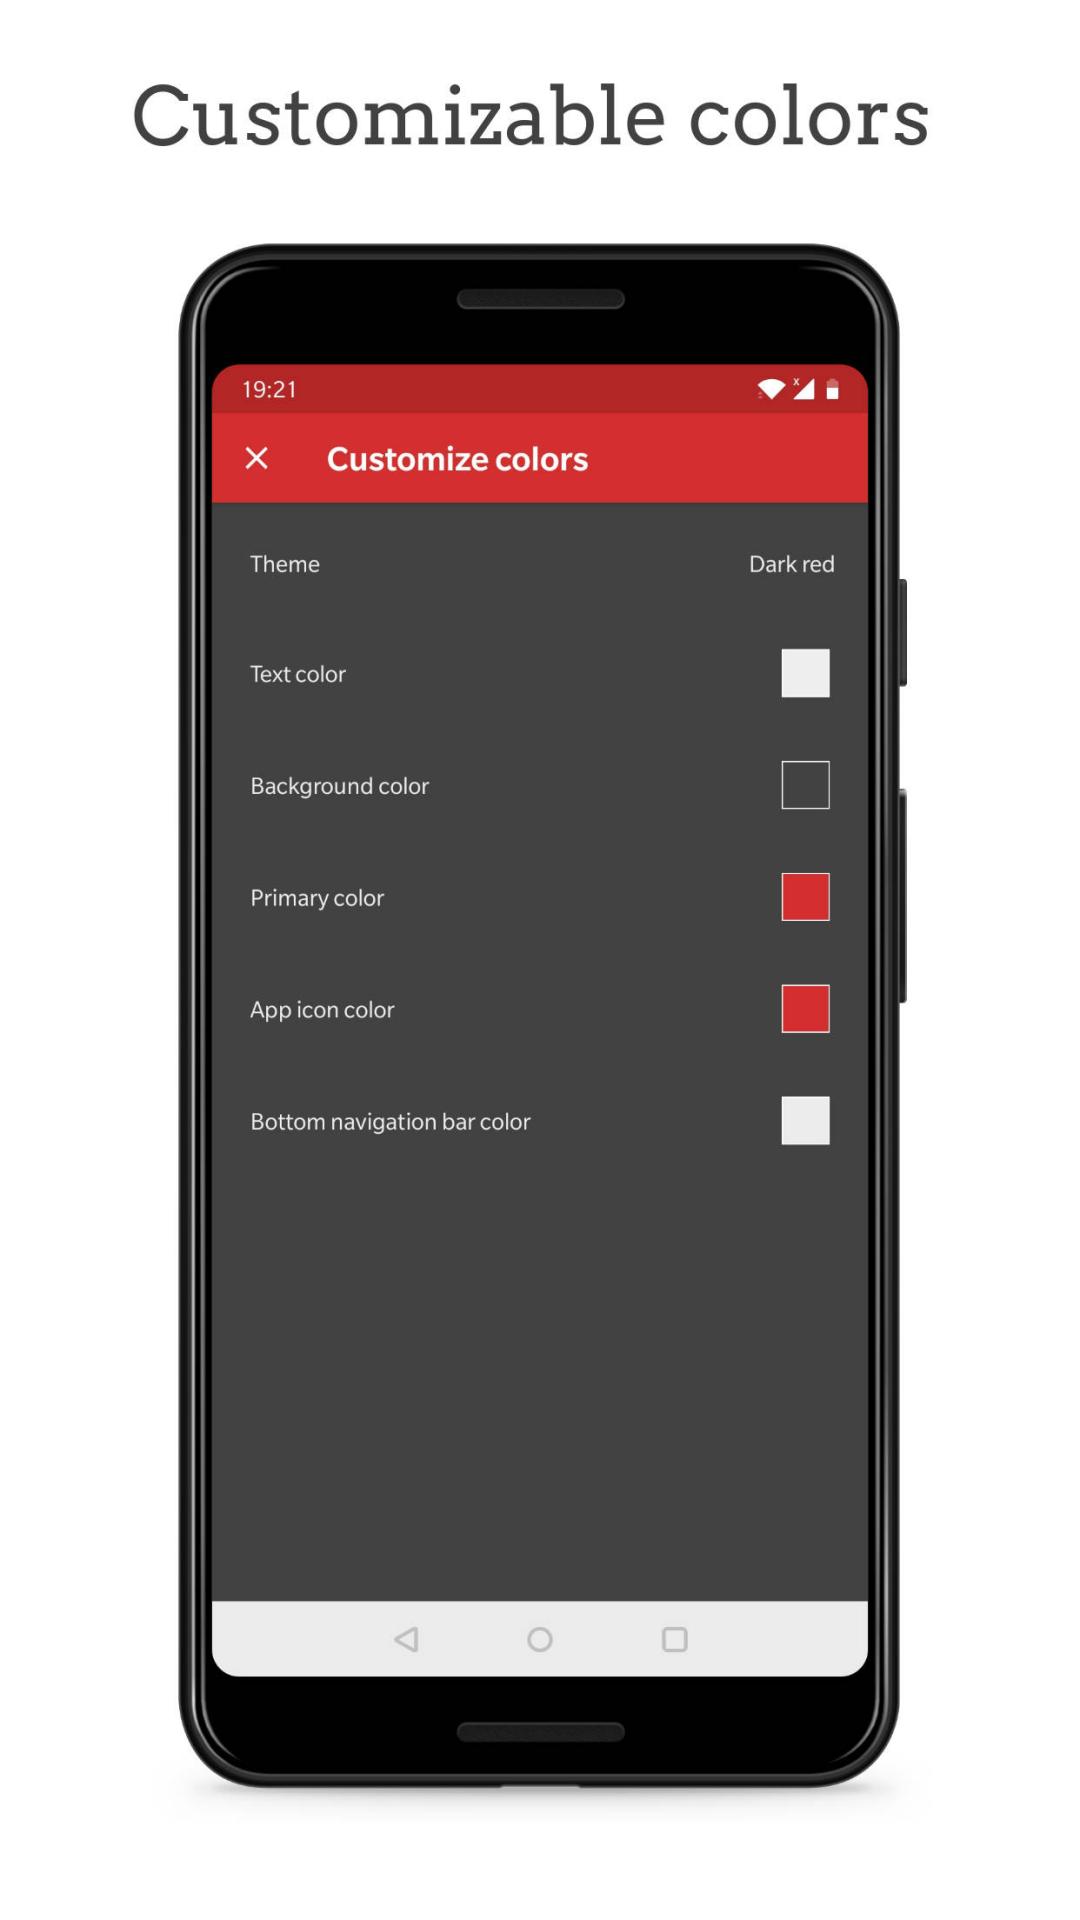 Customizable colors
19:21
Customize colors
Theme Dark red
Text color
Background color
Primary color
App icon color
Bottom navigation bar color